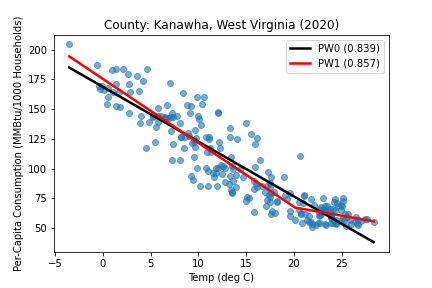 County: Kanawha, West Virginia (2020)
PW0 (0.839)
PW1 (0.857)
Per-Capita Consumption (MMBtu/1000 Households)
200
175
150
125
100
75
50
−5 0 5 10 15 20 25
Temp (deg C)